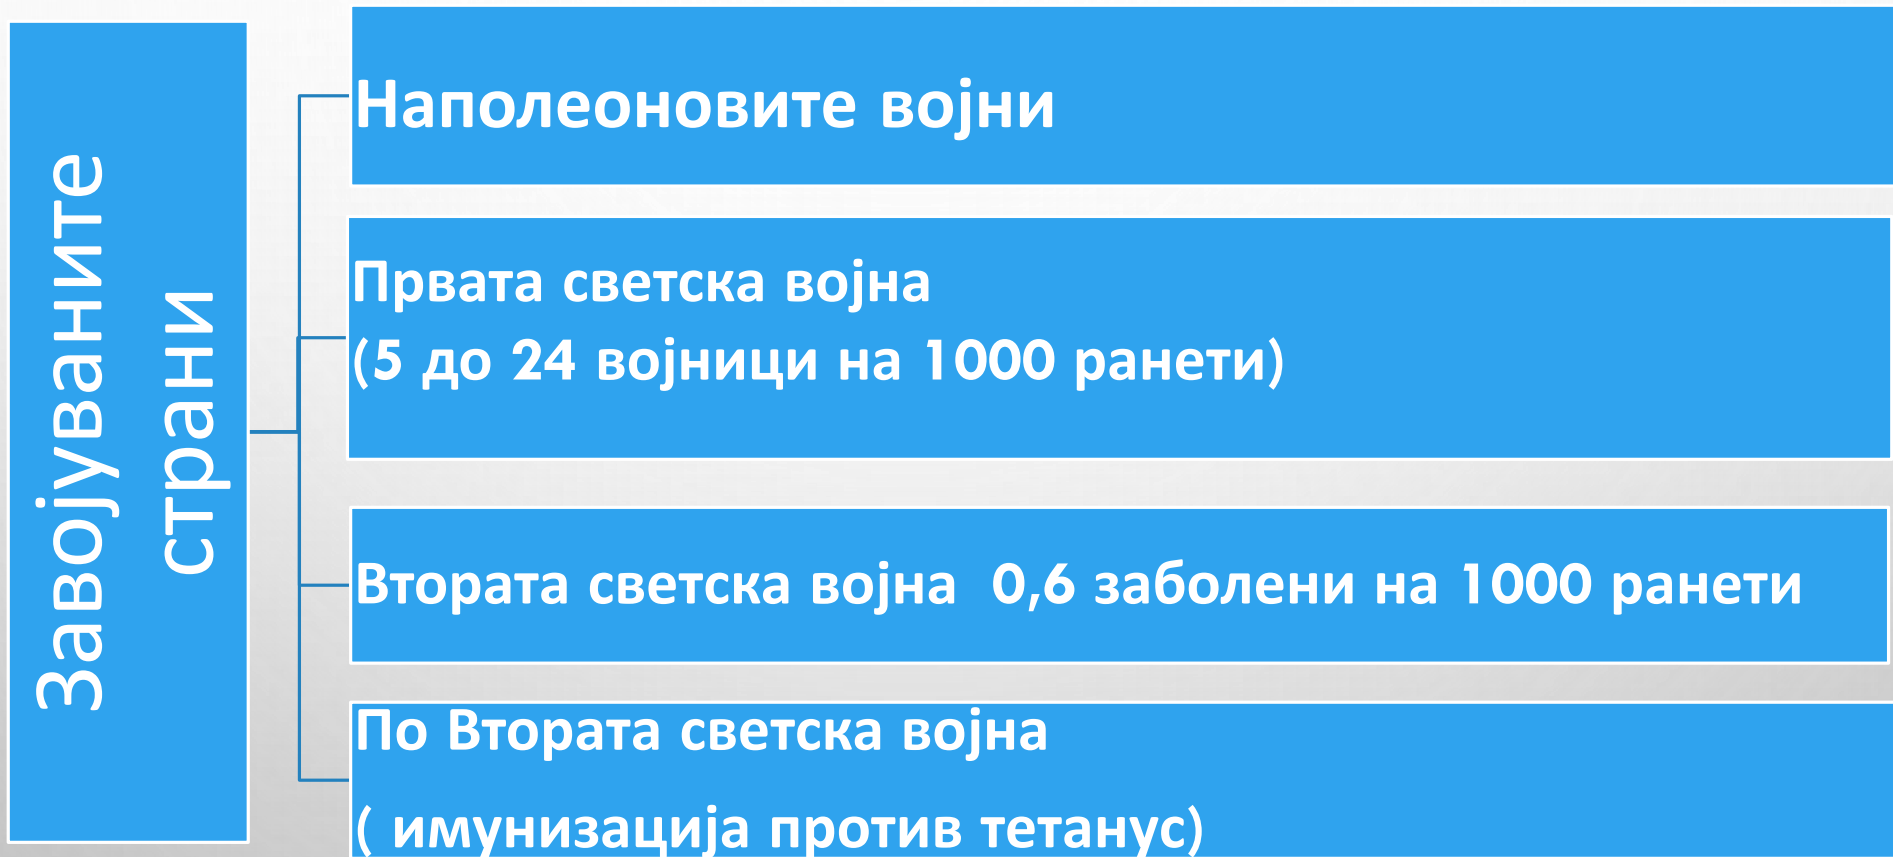 Завојуваните
страни
Наполеоновите војни
Првата светска војна
(5 до 24 војници на 1000 ранети)
Втората светска војна 0,6 заболени на 1000 ранети
По Втората светска војна
( имунизација против тетанус)